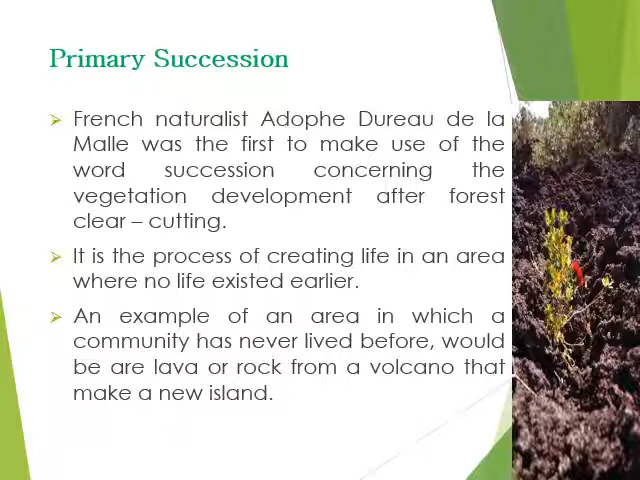 Primary Succession
French naturalist Adophe Dureau de la
Malle was the first to make use of the
word succession concerning the
vegetation development after forest
clear – cutting.
It is the process of creating life in an area
where no life existed earlier.
An example of an area in which a
community has never lived before, would
be are lava or rock from a volcano that
make a new island.